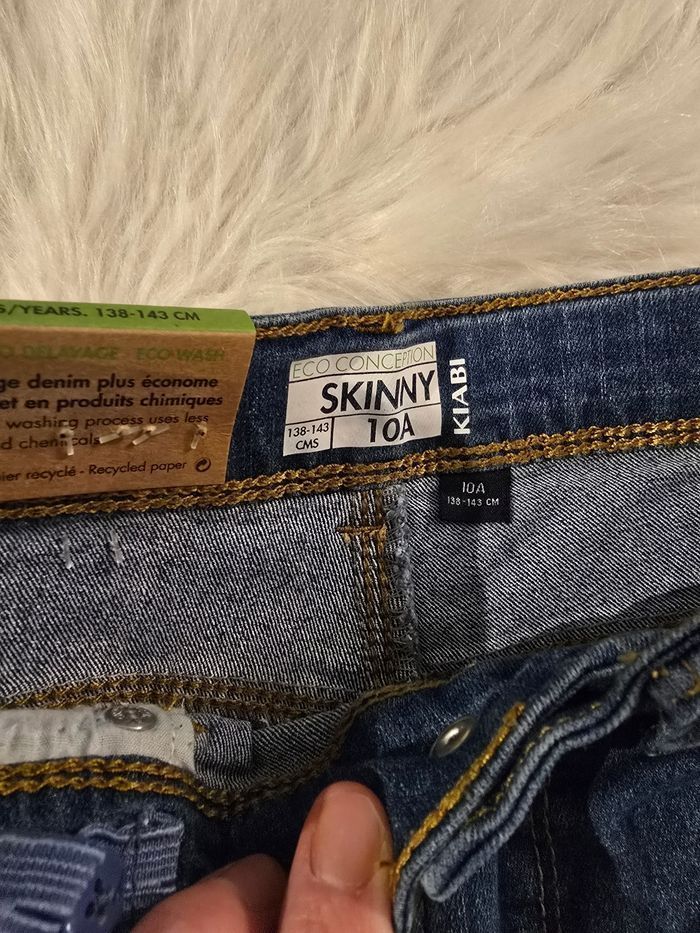 /YEARS. 138-143 CM
DELAVAGE - ECO WASH
ge denim plus économe
et en produits chimiques
washing process uses less
d chemicals
ier recyclé - Recycled paper
ECO CONCEPTION
SKINNY
138-143
CMS
10A
KIABI
10A
138-143 CM